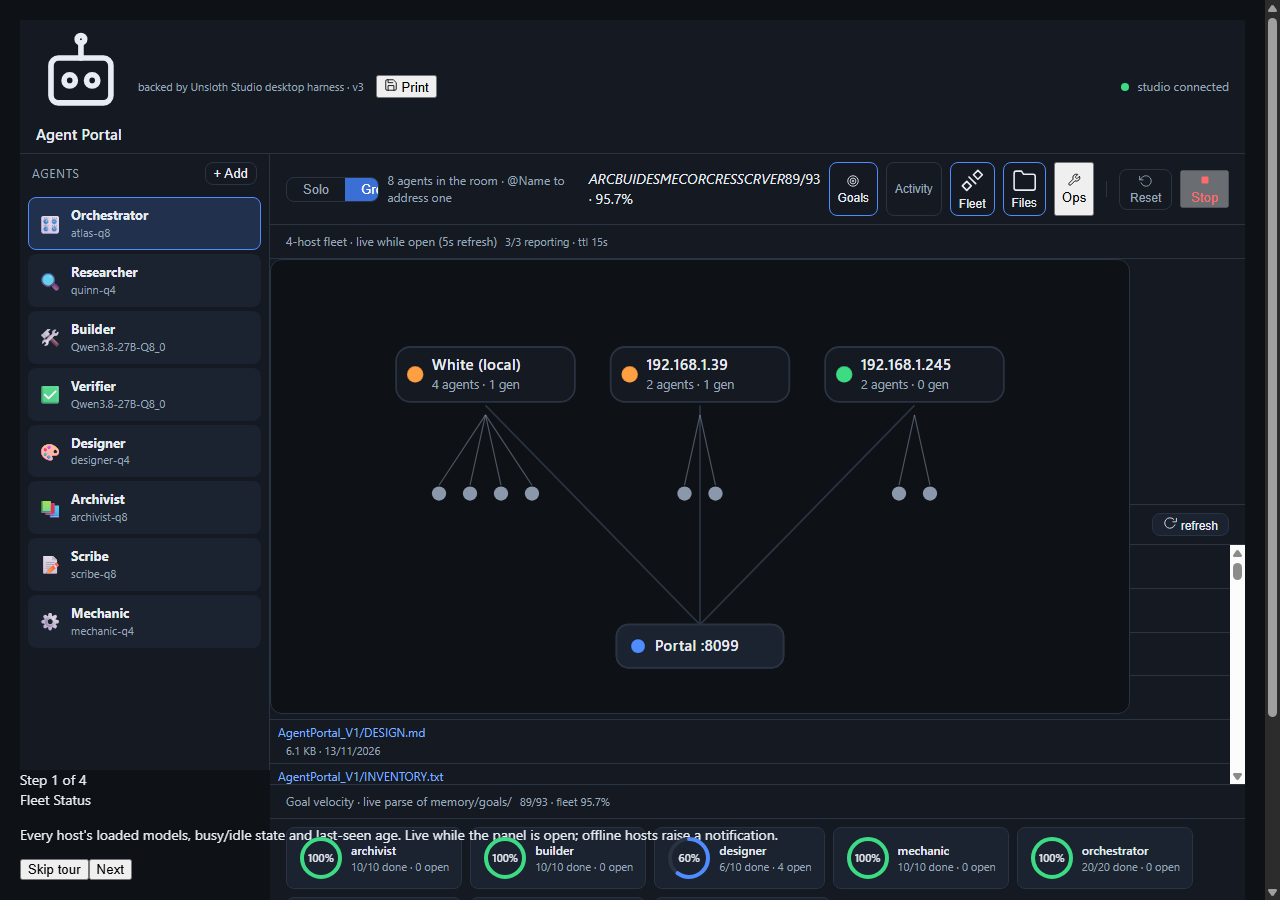 backed by Unsloth Studio desktop harness · v3
Print
studio connected
Agent Portal
AGENTS
+ Add
Orchestrator
atlas-q8
Researcher
quinn-q4
Builder
Qwen3.8-27B-Q8_0
Verifier
Qwen3.8-27B-Q8_0
Designer
designer-q4
Archivist
archivist-q8
Scribe
scribe-q8
Mechanic
mechanic-q4
Solo
Gr
8 agents in the room · @Name to
address one
ARCBUIDESMECORCRESSCRVER89/93
· 95.7%
Goals
Activity
Fleet
Files
Ops
Reset
Stop
4-host fleet · live while open (5s refresh) 3/3 reporting · ttl 15s
White (local)
4 agents · 1 gen
192.168.1.39
2 agents · 1 gen
192.168.1.245
2 agents · 0 gen
Portal :8099
refresh
AgentPortal_V1/DESIGN.md
6.1 KB · 13/11/2026
AgentPortal_V1/INVENTORY.txt
Goal velocity · live parse of memory/goals/ 89/93 · fleet 95.7%
Step 1 of 4
Fleet Status
Every host's loaded models, busy/idle state and last-seen age. Live while the panel is open; offline hosts raise a notification.
Skip tour
Next
100%
archivist
10/10 done · 0 open
100%
builder
10/10 done · 0 open
60%
designer
6/10 done · 4 open
100%
mechanic
10/10 done · 0 open
100%
orchestrator
20/20 done · 0 open